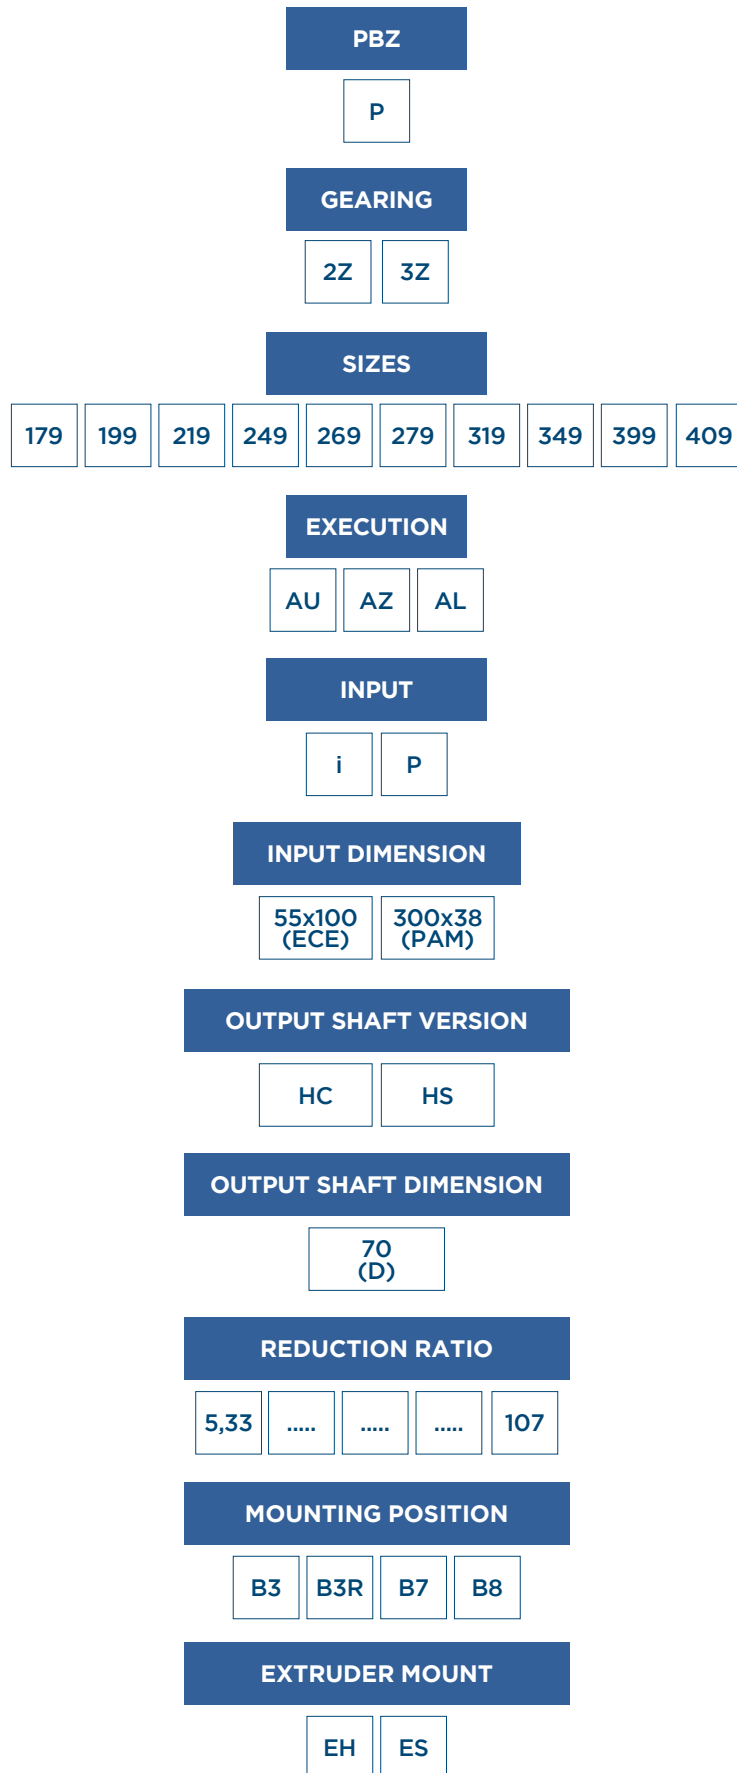 PBZ
P
GEARING
2Z 3Z
SIZES
179 199 219 249 269 279 319 349 399 409
EXECUTION
AU AZ AL
INPUT
i P
INPUT DIMENSION
55x100 300x38
(ECE) (PAM)
OUTPUT SHAFT VERSION
HC HS
OUTPUT SHAFT DIMENSION
70
(D)
REDUCTION RATIO
5,33 ..... ..... ..... 107
MOUNTING POSITION
B3 B3R B7 B8
EXTRUDER MOUNT
EH ES